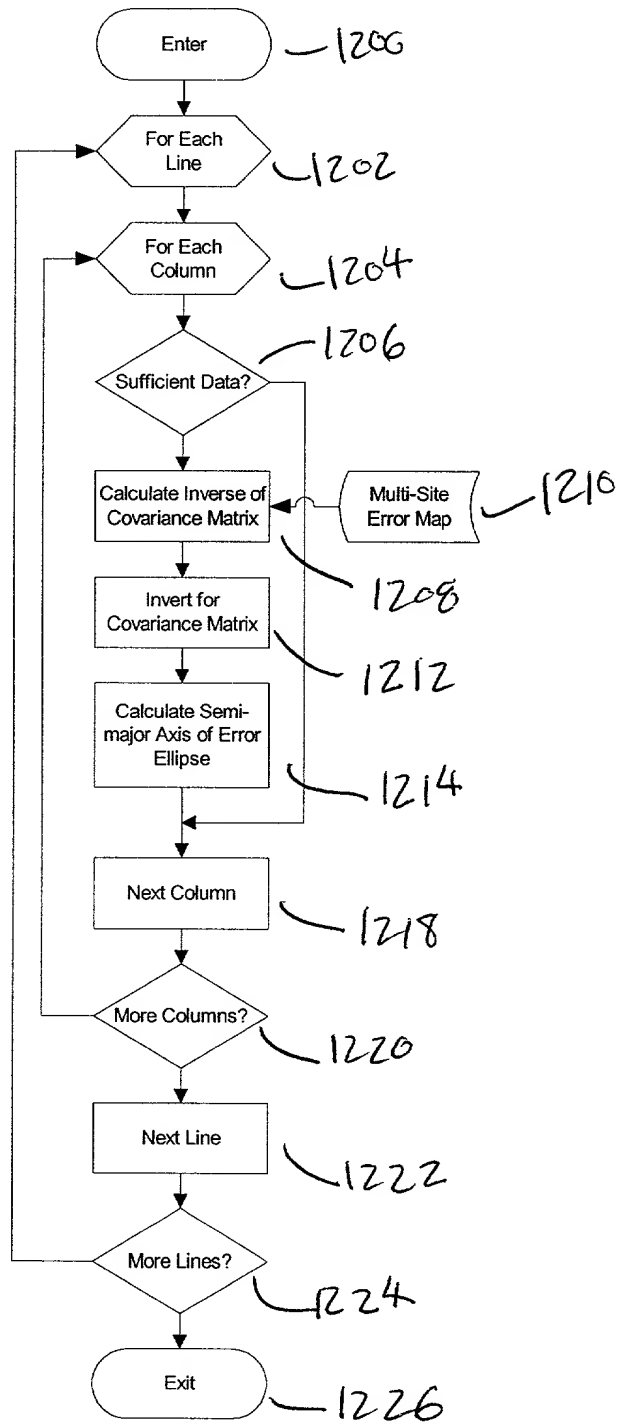 Enter
1200
For Each
Line
1202
For Each
Column
1204
1206
Sufficient Data?
Calculate Inverse of
Covariance Matrix
Multi-Site
Error Map
1210
1208
Invert for
Covariance Matrix
1212
Calculate Semi-
major Axis of Error
Ellipse
1214
Next Column
1218
More Columns?
1220
Next Line
1222
More Lines?
1224
Exit
1226